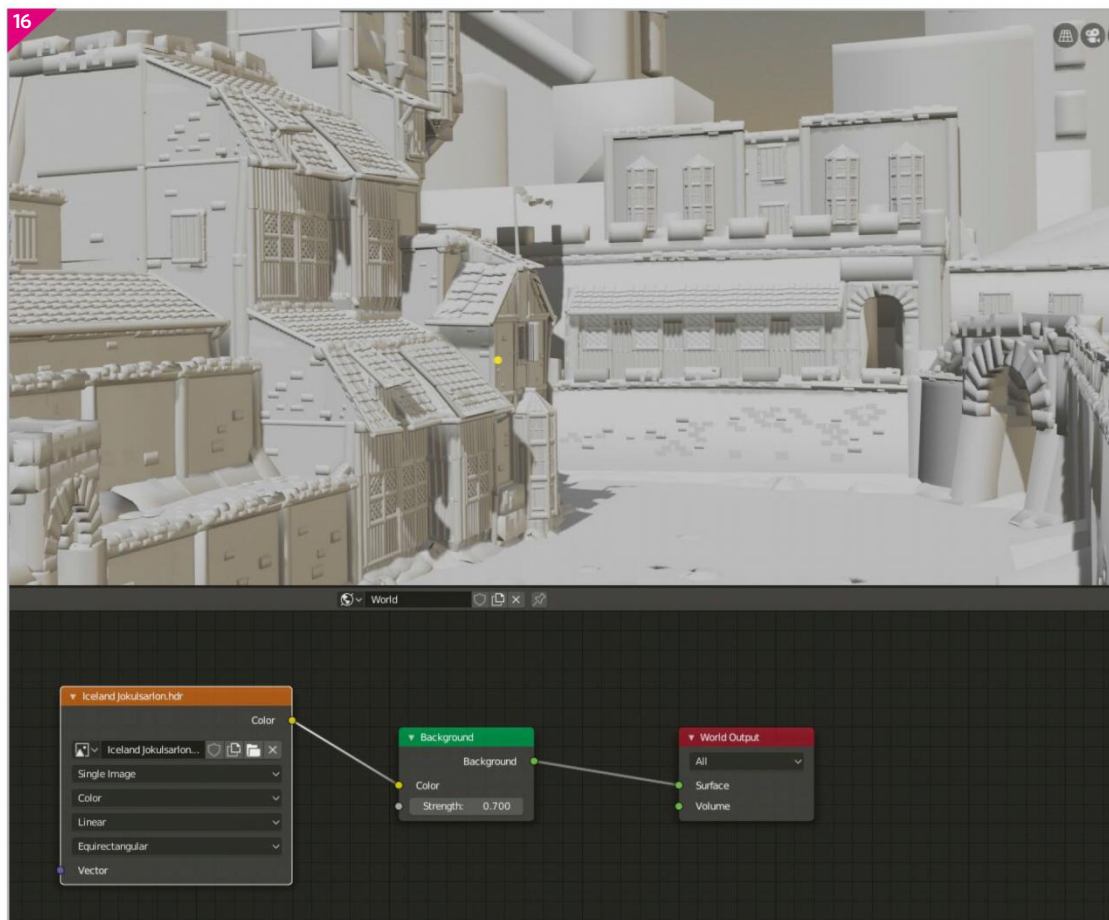 16
World
Iceland Jokulsarlon.hdr
Color
Iceland Jokulsarlon...
Single Image
Color
Linear
Equirectangular
Vector
Background
Background
Color
Strength: 0.700
World Output
All
Surface
Volume